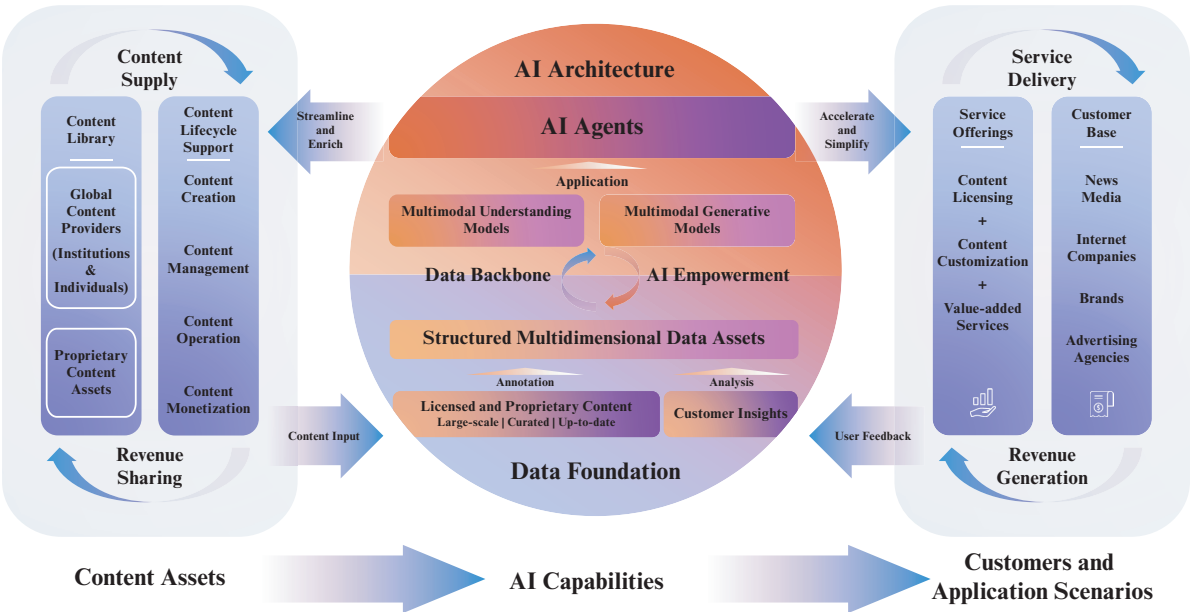 Content
Supply
Content
Library
Global
Content
Providers
(Institutions
&
Individuals)
Proprietary
Content
Assets
Content
Lifecycle
Support
Content
Creation
Content
Management
Content
Operation
Content
Monetization
Revenue
Sharing
Streamline
and
Enrich
Content Input
AI Architecture
AI Agents
Application
Multimodal Understanding
Models
Multimodal Generative
Models
Data Backbone
AI Empowerment
Structured Multidimensional Data Assets
Annotation
Analysis
Licensed and Proprietary Content
Large-scale | Curated | Up-to-date
Customer Insights
Data Foundation
Accelerate
and
Simplify
User Feedback
Service
Delivery
Service
Offerings
Content
Licensing
+
Content
Customization
+
Value-added
Services
Customer
Base
News
Media
Internet
Companies
Brands
Advertising
Agencies
$
Revenue
Generation
Content Assets
AI Capabilities
Customers and
Application Scenarios